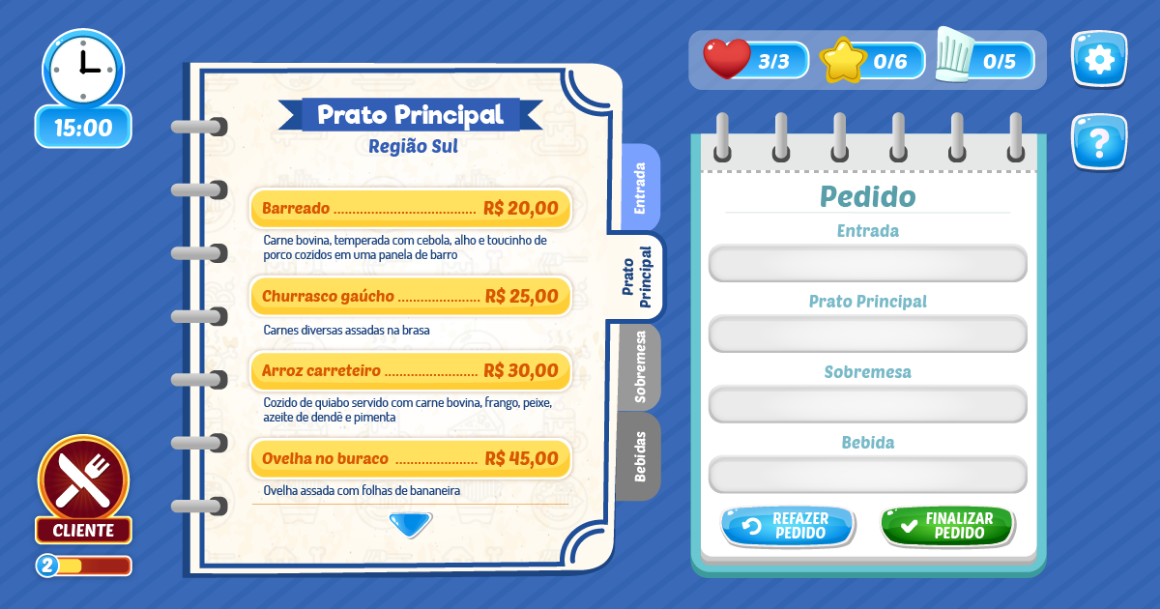 15:00
Prato Principal
Região Sul
Barreado .................................... R$ 20,00
Carne bovina, temperada com cebola, alho e toucinho de
porco cozidos em uma panela de barro
Churrasco gaúcho ..................... R$ 25,00
Carnes diversas assadas na brasa
Arroz carreteiro ........................ R$ 30,00
Cozido de quiabo servido com carne bovina, frango, peixe,
azeite de dendê e pimenta
Ovelha no buraco ..................... R$ 45,00
Ovelha assada com folhas de bananeira
Entrada
Prato
Principal
Sobremesa
Bebidas
3/3
0/6
0/5
?
Pedido
Entrada
Prato Principal
Sobremesa
Bebida
REFAZER
PEDIDO
FINALIZAR
PEDIDO
CLIENTE
2